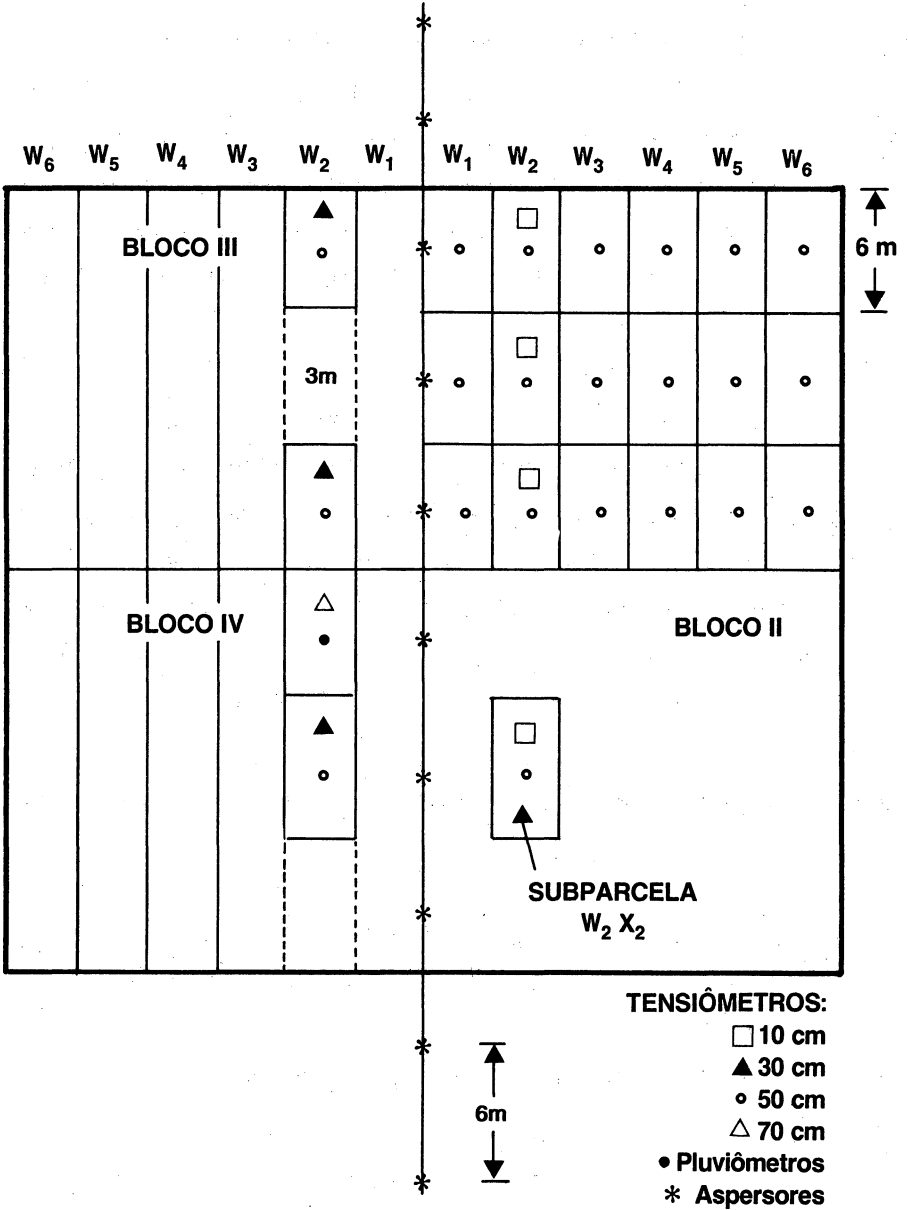 W6 W5 W4 W3 W2 W1 W1 W2 W3 W4 W5 W6
BLOCO III
6 m
3m
BLOCO IV
BLOCO II
SUBPARCELA
W2 X2
TENSIÔMETROS:
10 cm
30 cm
50 cm
70 cm
Pluviômetros
Aspersores
6m